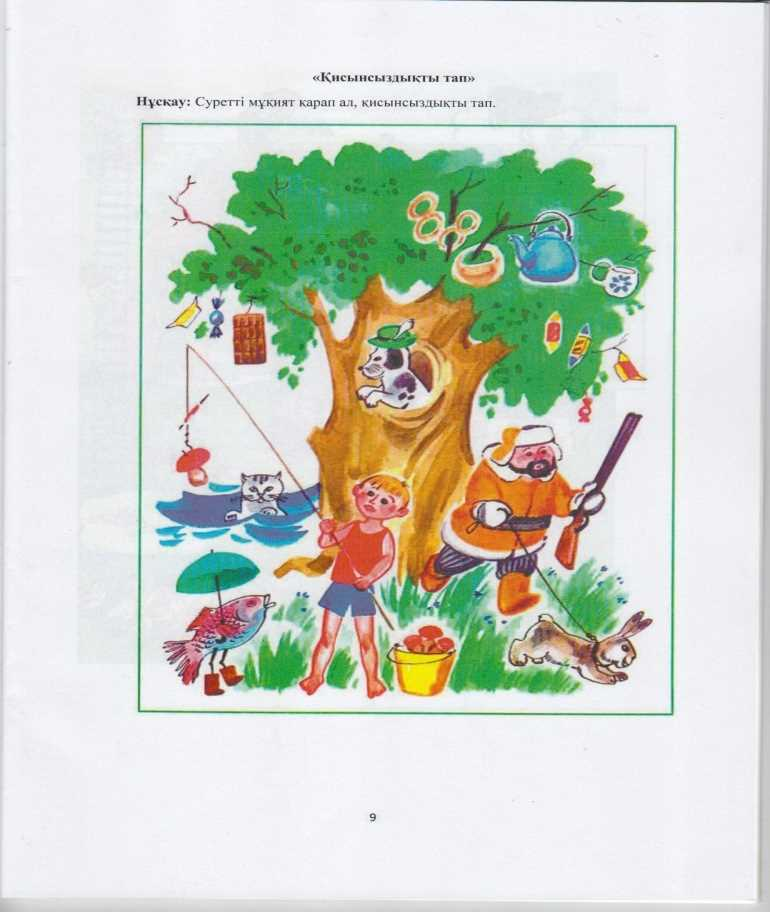 «Қисынсыздықты тап»
Нұсқау: Суретті мұқият қарап ал, қисынсыздықты тап.
9